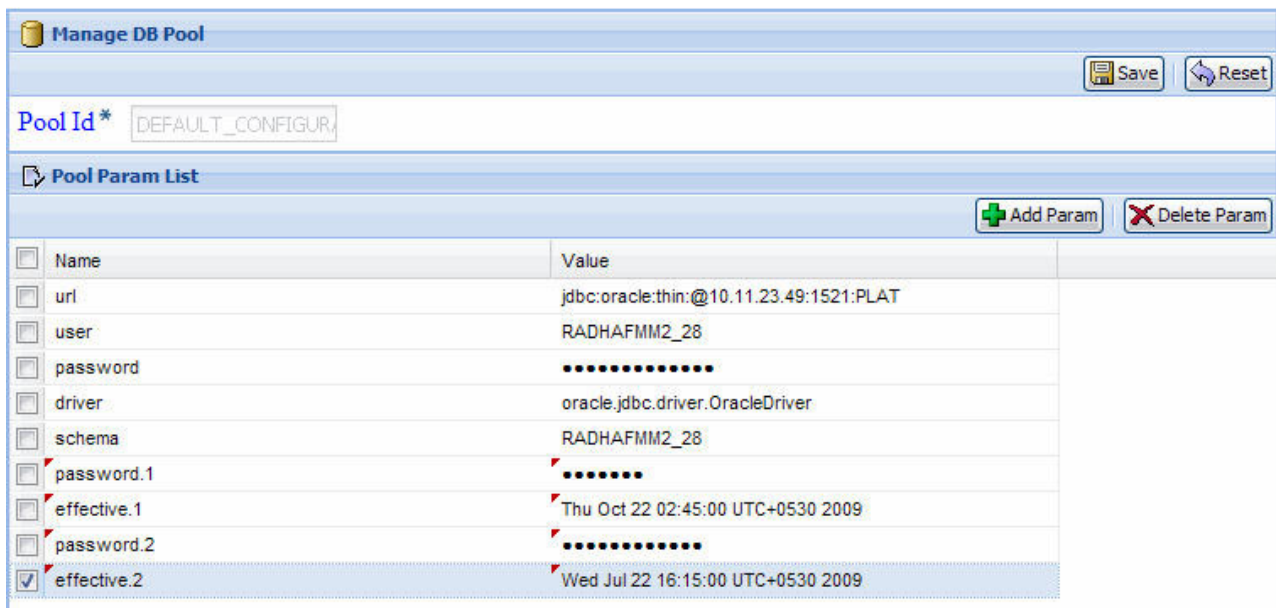 Manage DB Pool
Save Reset
Pool Id* DEFAULT_CONFIGUR
Pool Param List
Add Param Delete Param
Name Value
url jdbc:oracle:thin:@10.11.23.49:1521:PLAT
user RADHAFMM2_28
password •••••••••••••
driver oracle.jdbc.driver.OracleDriver
schema RADHAFMM2_28
password.1 •••••••
effective.1 Thu Oct 22 02:45:00 UTC+0530 2009
password.2 ••••••••••••
effective.2 Wed Jul 22 16:15:00 UTC+0530 2009